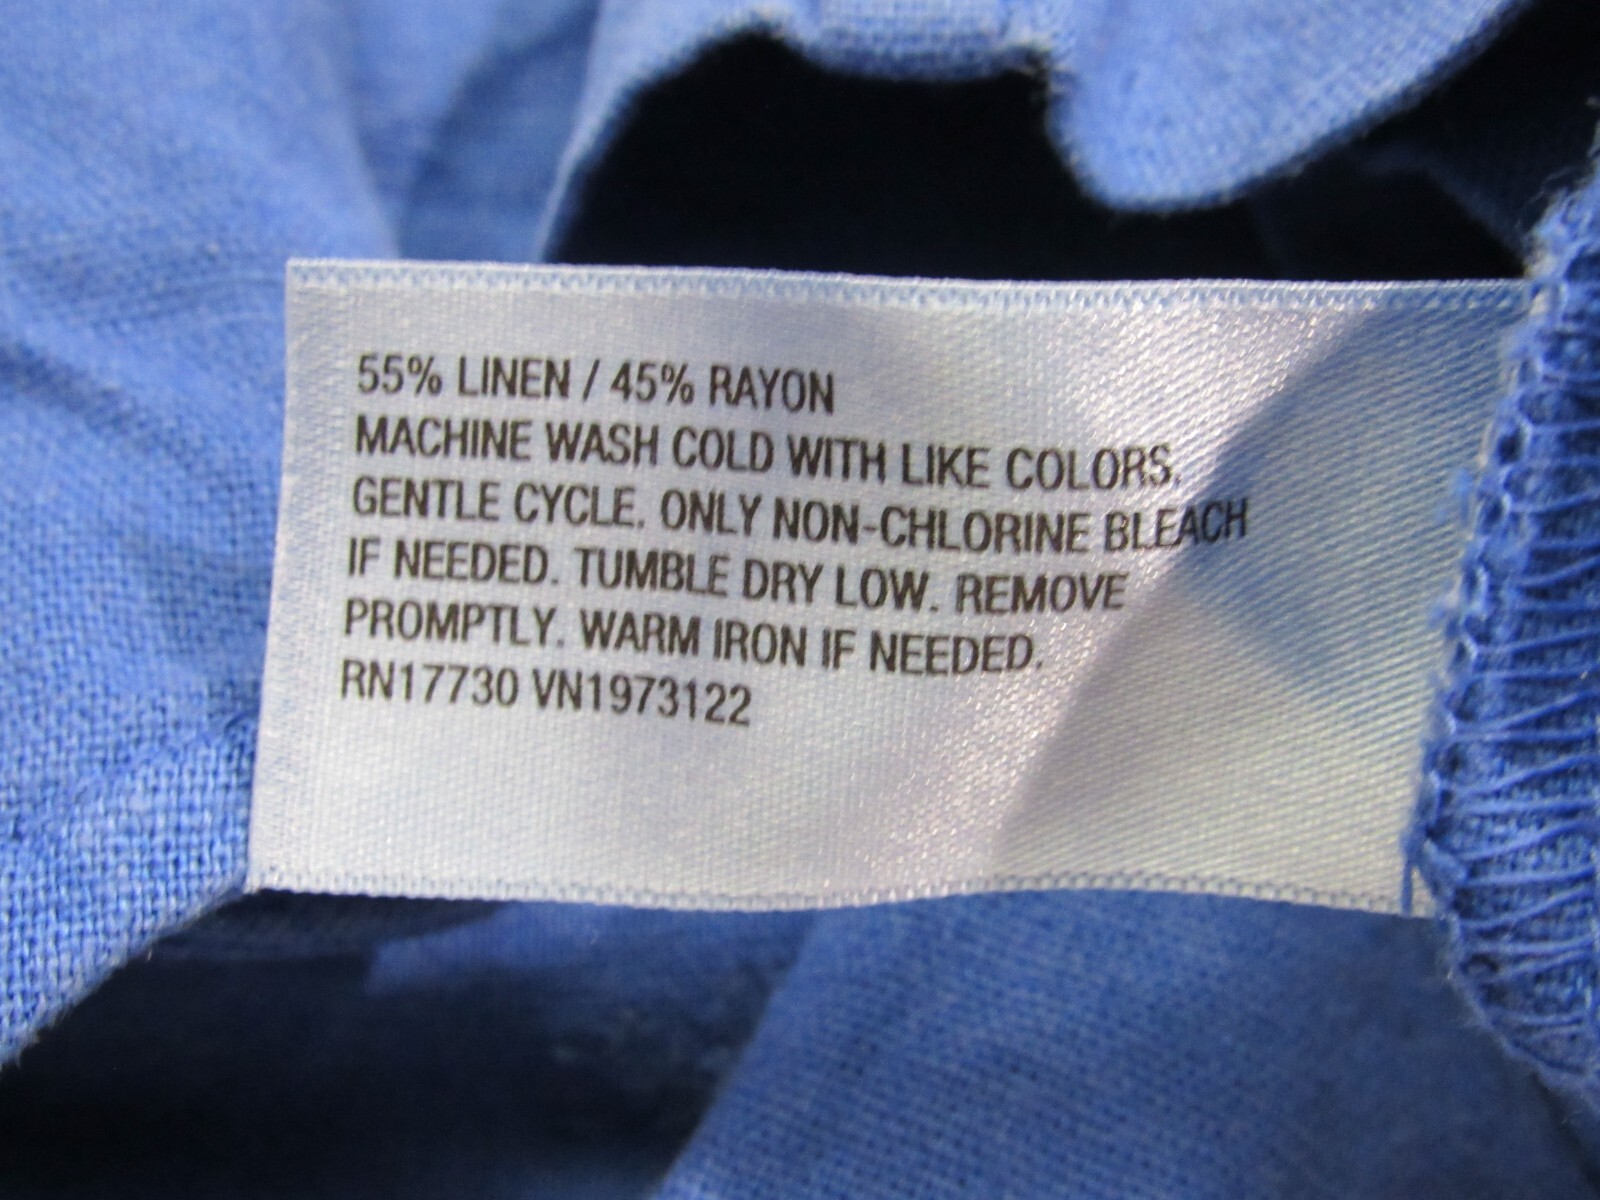 55% LINEN / 45% RAYON
MACHINE WASH COLD WITH LIKE COLORS.
GENTLE CYCLE. ONLY NON-CHLORINE BLEACH
IF NEEDED. TUMBLE DRY LOW. REMOVE
PROMPTLY. WARM IRON IF NEEDED.
RN17730 VN1973122